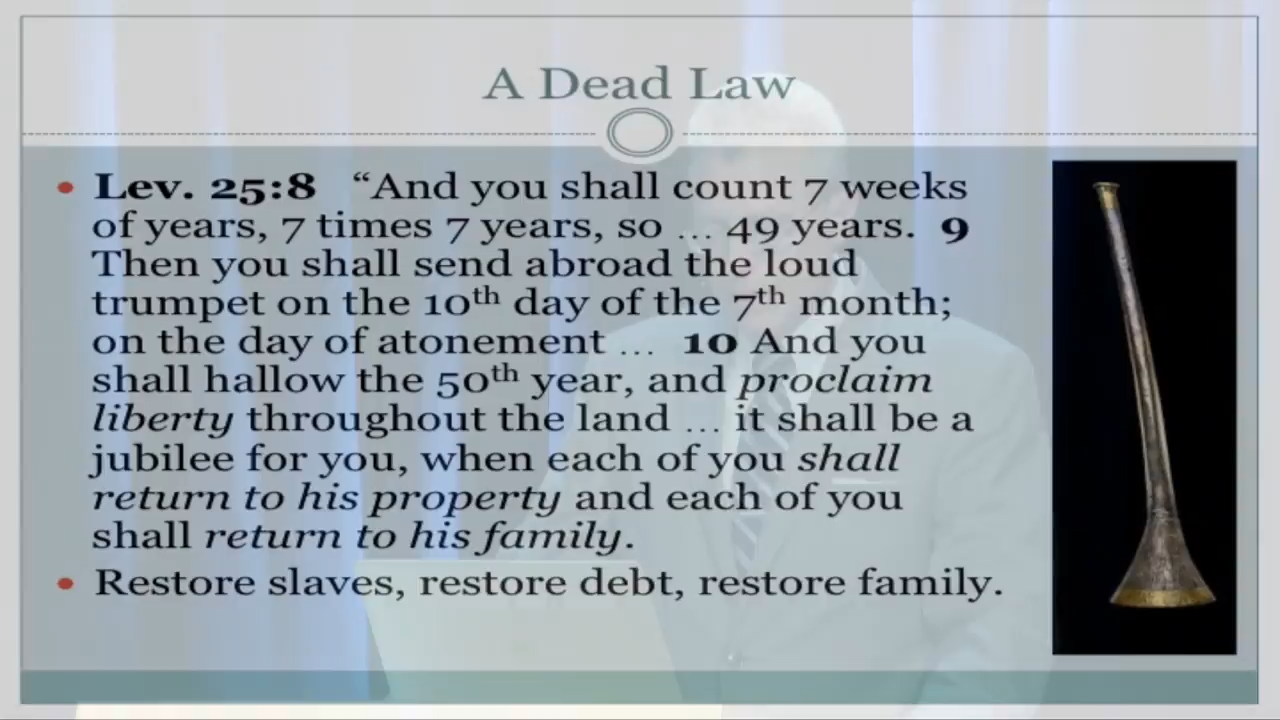 A Dead Law
• Lev. 25:8 “And you shall count 7 weeks
of years, 7 times 7 years, so … 49 years. 9
Then you shall send abroad the loud
trumpet on the 10th day of the 7th month;
on the day of atonement … 10 And you
shall hallow the 50th year, and proclaim
liberty throughout the land … it shall be a
jubilee for you, when each of you shall
return to his property and each of you
shall return to his family.
• Restore slaves, restore debt, restore family.